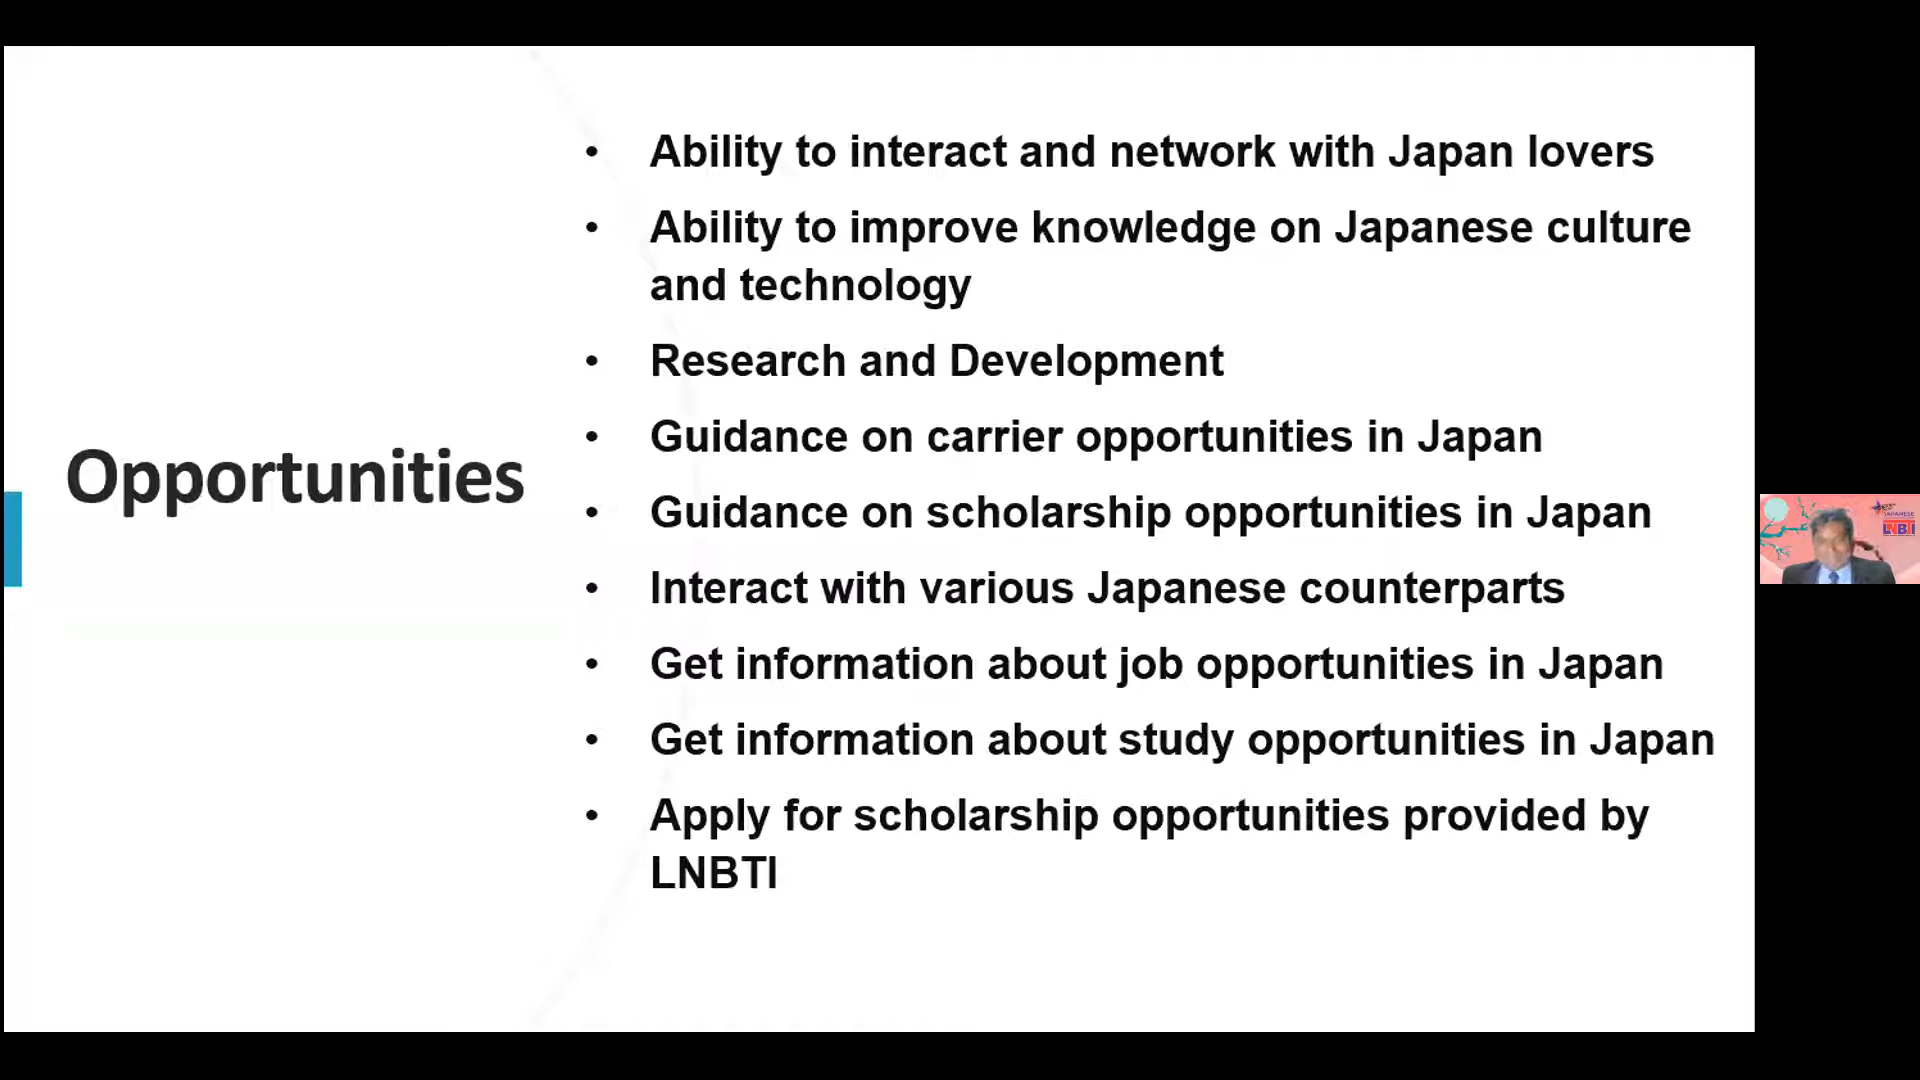 Opportunities
• Ability to interact and network with Japan lovers
• Ability to improve knowledge on Japanese culture
and technology
• Research and Development
• Guidance on carrier opportunities in Japan
• Guidance on scholarship opportunities in Japan
• Interact with various Japanese counterparts
• Get information about job opportunities in Japan
• Get information about study opportunities in Japan
• Apply for scholarship opportunities provided by
LNBTI
JAPANESE
LNBTI